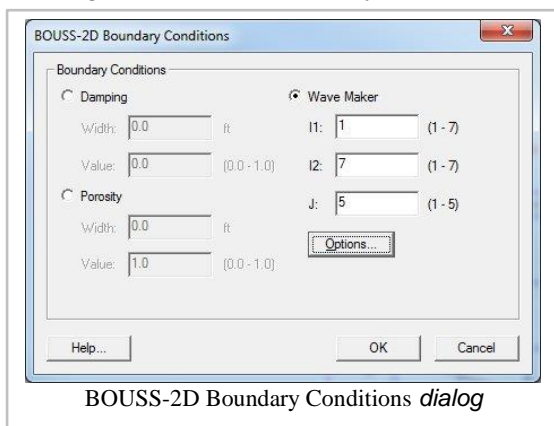 BOUSS-2D Boundary Conditions
Boundary Conditions
Damping
Width: 0.0 ft
Value: 0.0 (0.0 - 1.0)
Porosity
Width: 0.0 ft
Value: 1.0 (0.0 - 1.0)
Wave Maker
I1: 1 (1 - 7)
I2: 7 (1 - 7)
J: 5 (1 - 5)
Options...
Help... OK Cancel
BOUSS-2D Boundary Conditions dialog